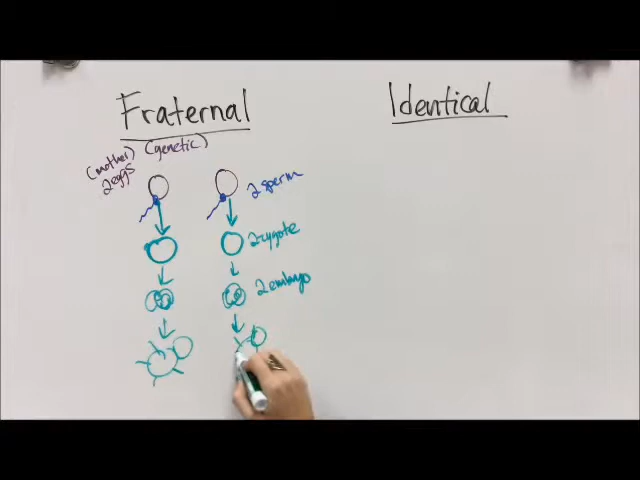 Fraternal
Identical
(mother) (genetic)
2 eggs
2 sperm
2 zygote
2 embryo